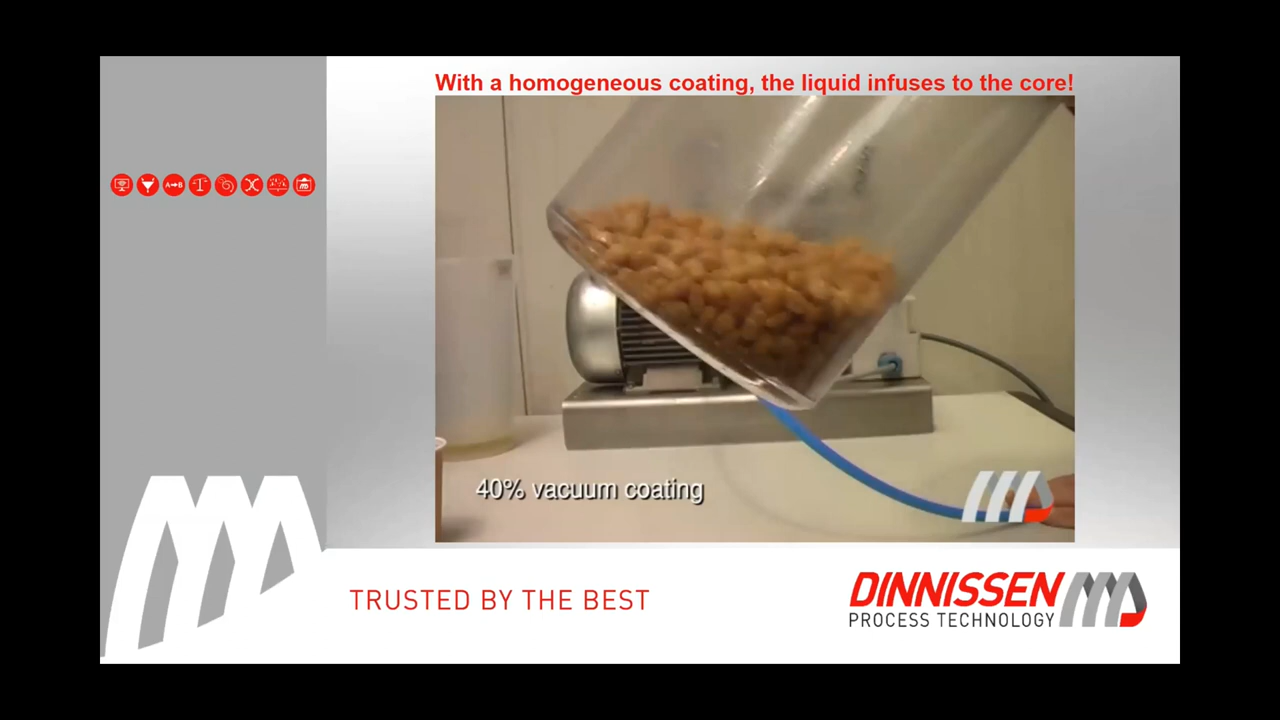 With a homogeneous coating, the liquid infuses to the core!
A B
40% vacuum coating
TRUSTED BY THE BEST
DINNISSEN
PROCESS TECHNOLOGY